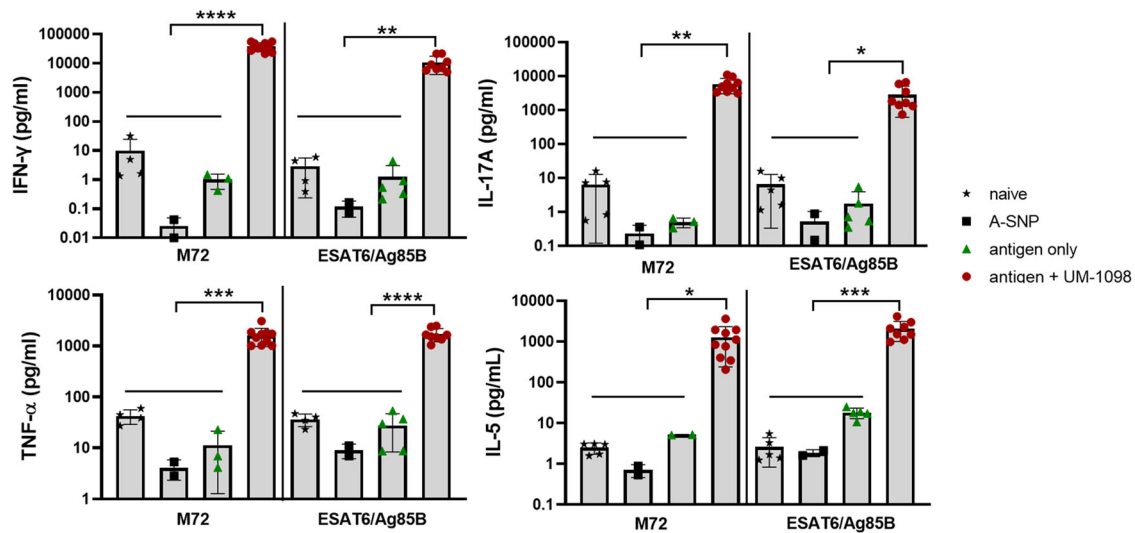 IFN-γ (pg/ml)
100000
10000
1000
100
10
1
0.1
0.01
****
**
M72
ESAT6/Ag85B
IL-17A (pg/ml)
100000
10000
1000
100
10
1
0.1
**
*
M72
ESAT6/Ag85B
naive
A-SNP
antigen only
antigen + UM-1098
TNF-α (pg/ml)
10000
1000
100
10
1
***
****
M72
ESAT6/Ag85B
IL-5 (pg/mL)
10000
1000
100
10
1
0.1
*
***
M72
ESAT6/Ag85B